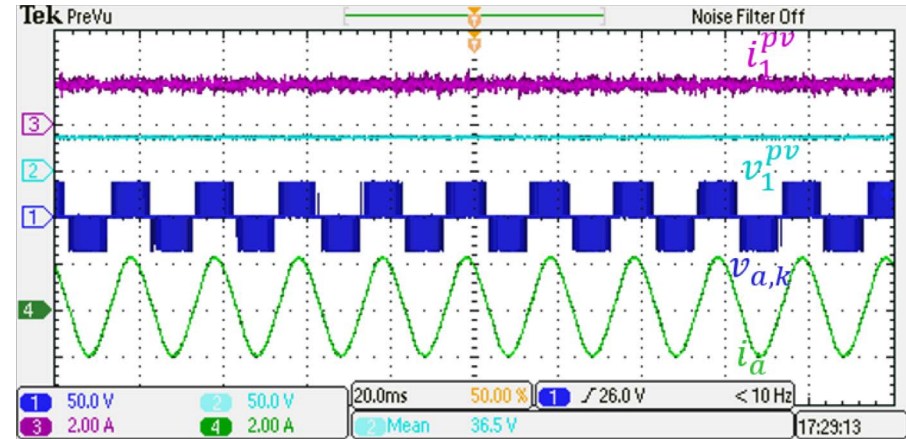 Tek PreVu Noise Filter Off
i₁ᵖᵛ
3
2
v₁ᵖᵛ
1
v_{a,k}
4
i_a
1 50.0 V 2 50.0 V 20.0ms 50.00 % 1 26.0 V < 10 Hz
3 2.00 A 4 2.00 A 2 Mean 36.5 V 17:29:13